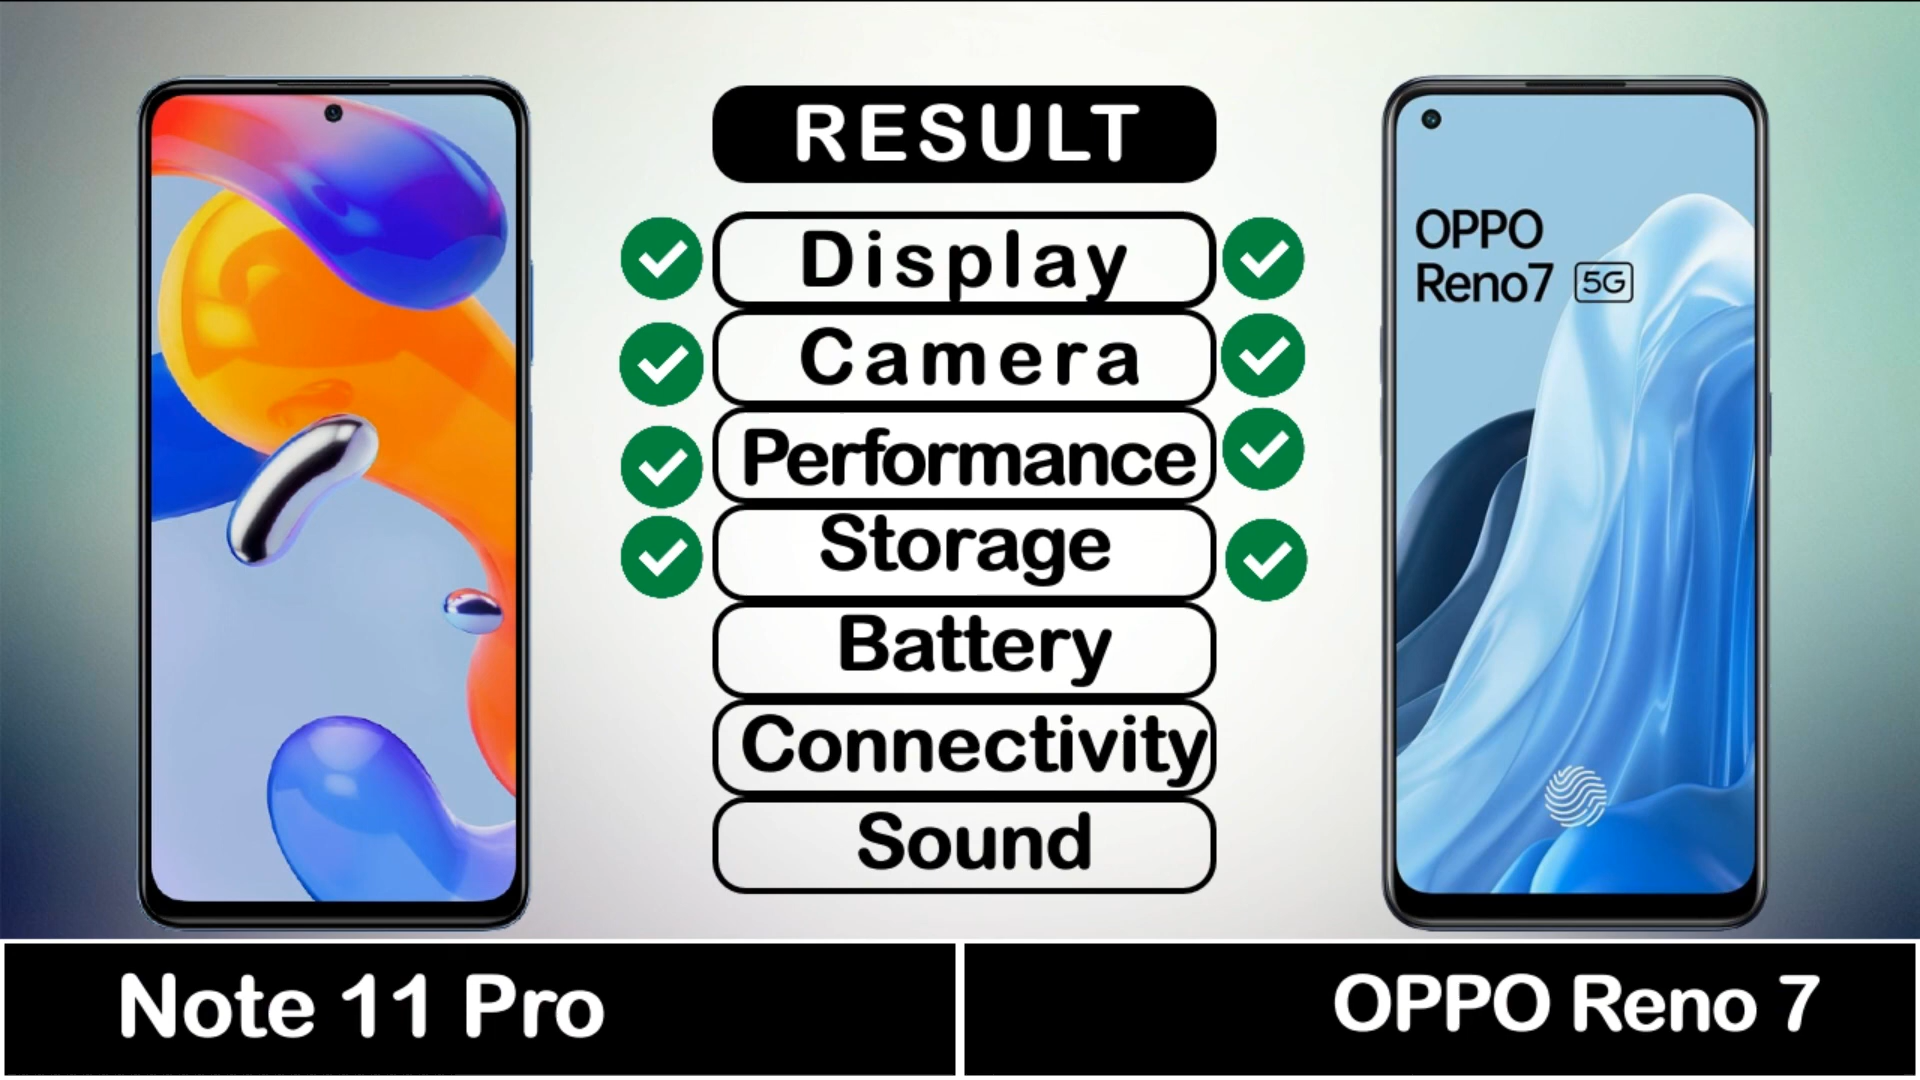 RESULT
Display
Camera
Performance
Storage
Battery
Connectivity
Sound
OPPO
Reno7 5G
Note 11 Pro
OPPO Reno 7